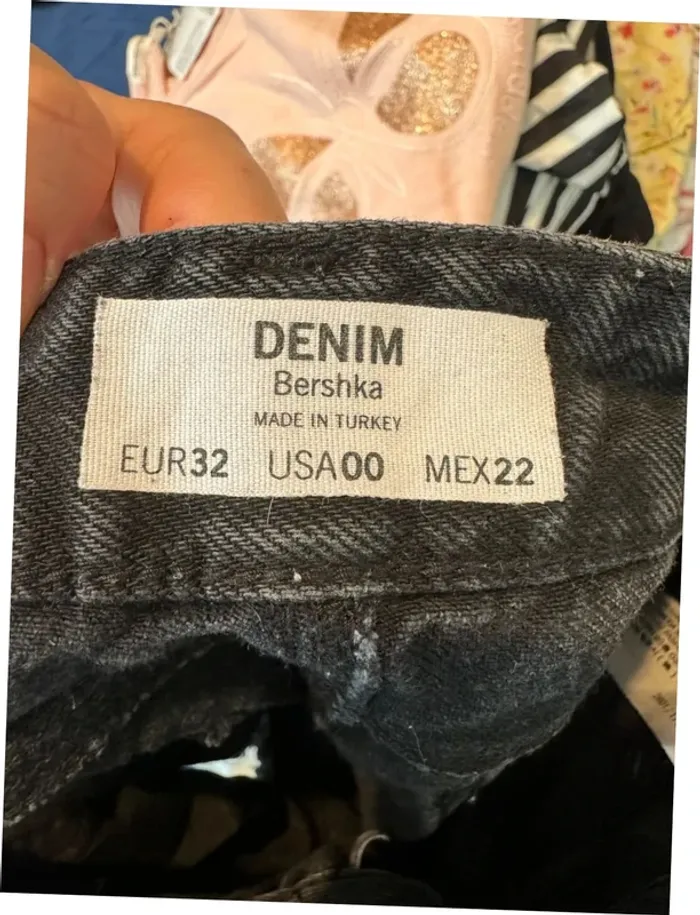 DENIM
Bershka
MADE IN TURKEY
EUR32 USA00 MEX22